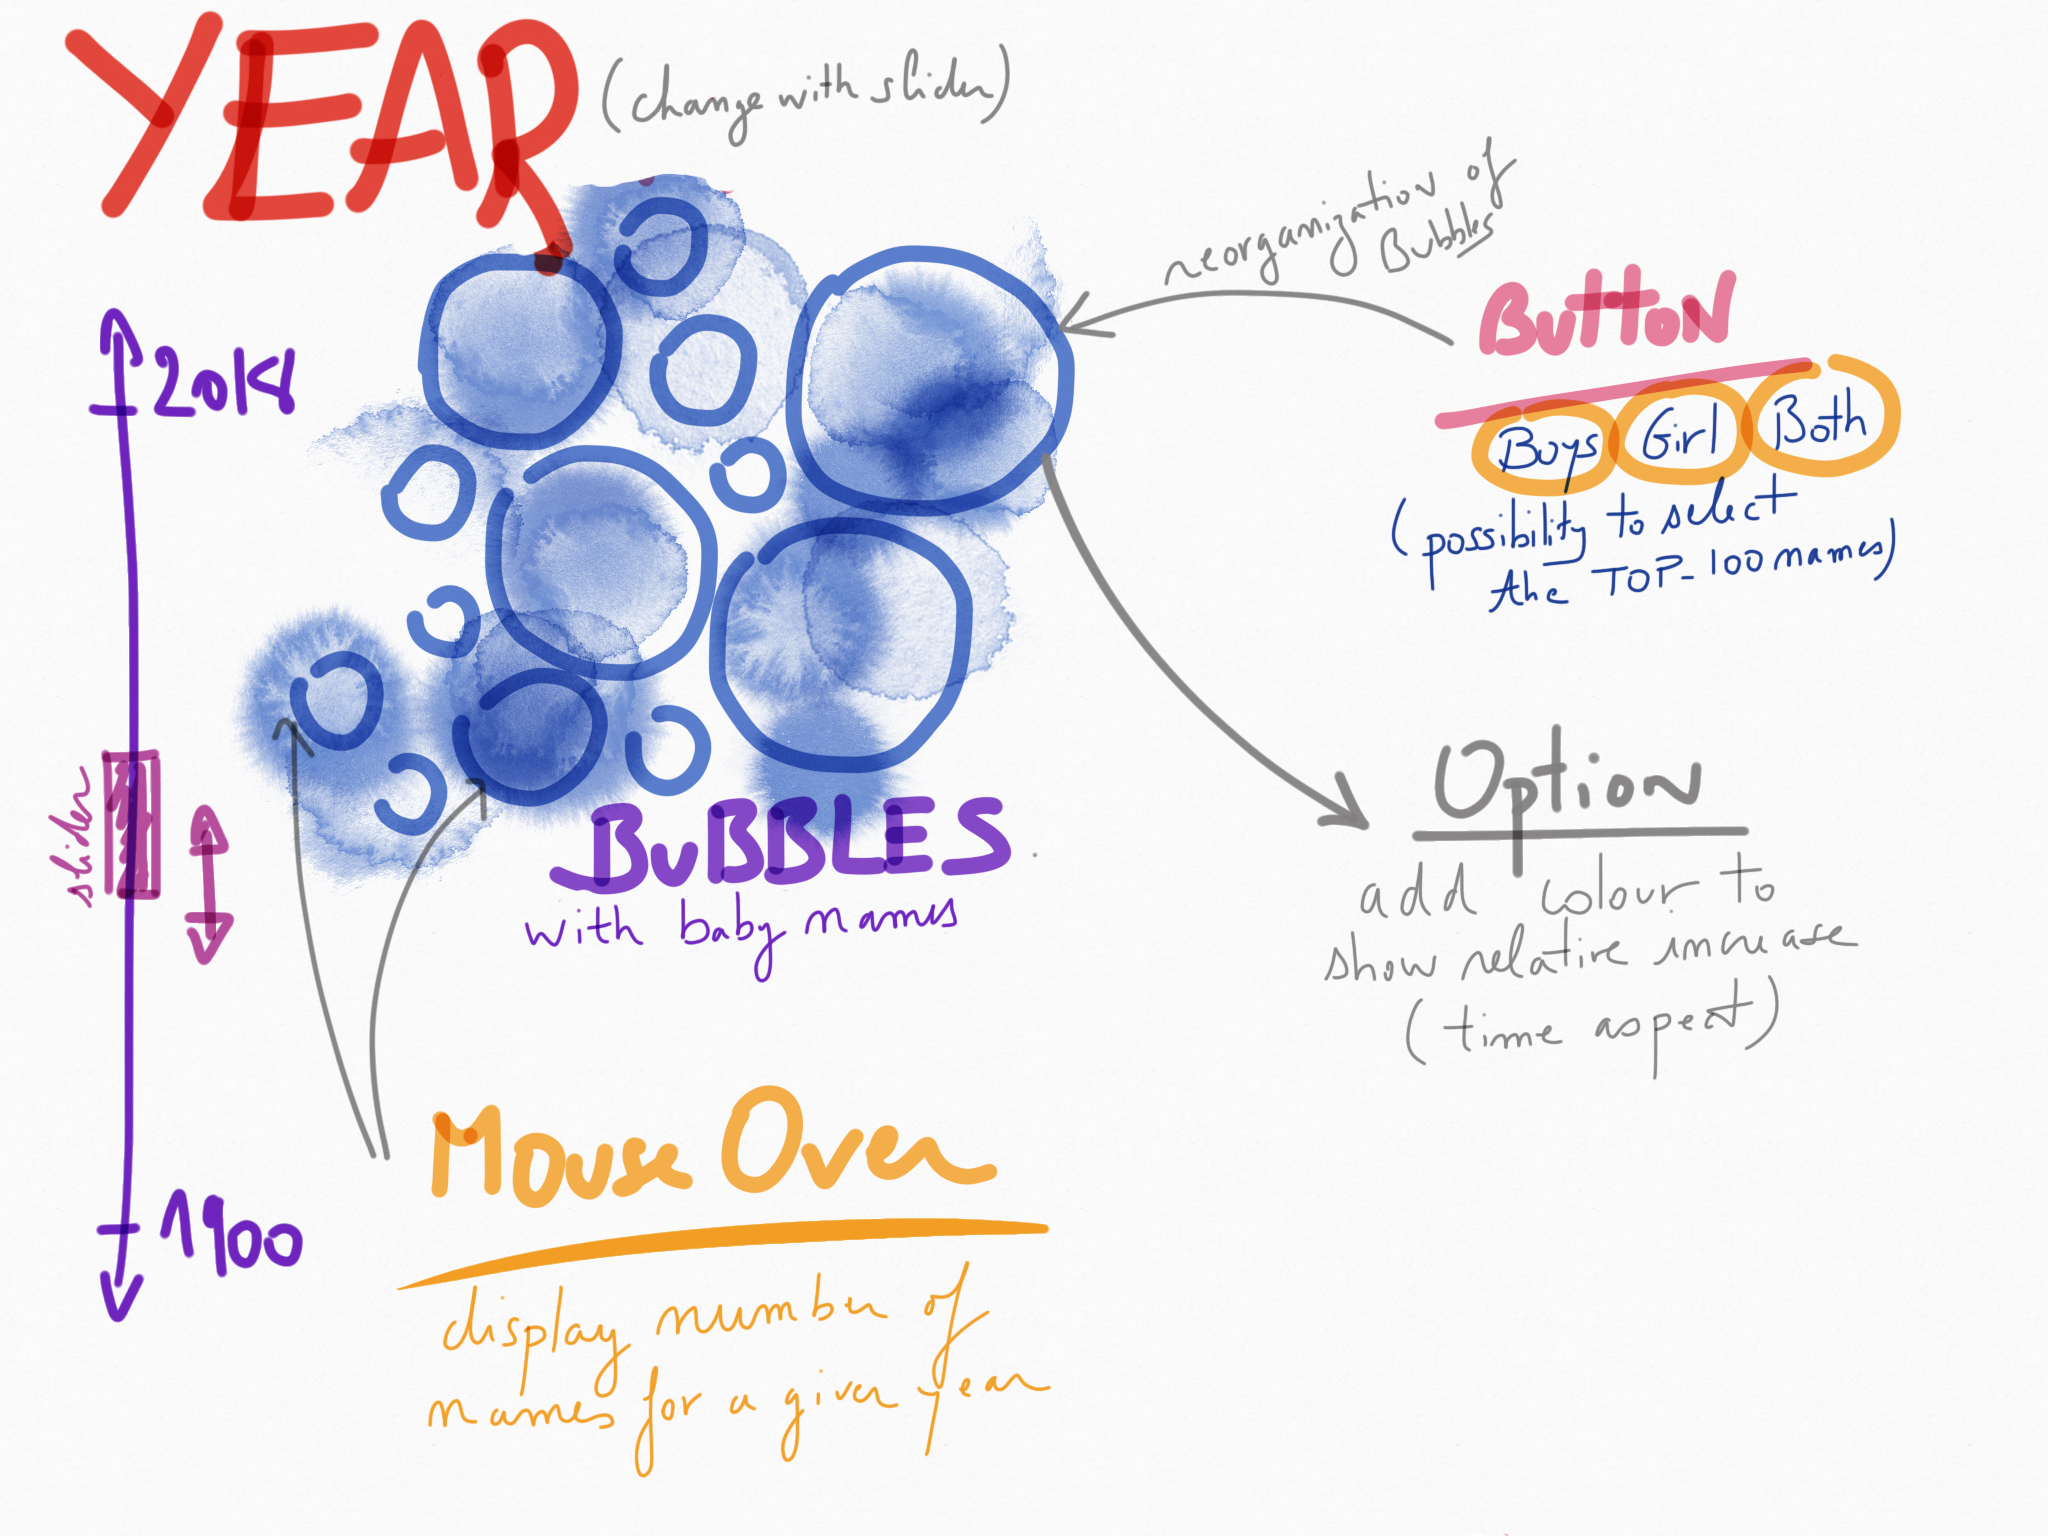 YEAR
(change with slider)
reorganization of
Bubbles
ButtoN
Boys Girl Both
(possibility to select
the TOP-100 names)
slider
BuBBLES
with baby names
Option
add colour to
show relative increase
(time aspect)
1900
Mouse Over
display number of
names for a given year